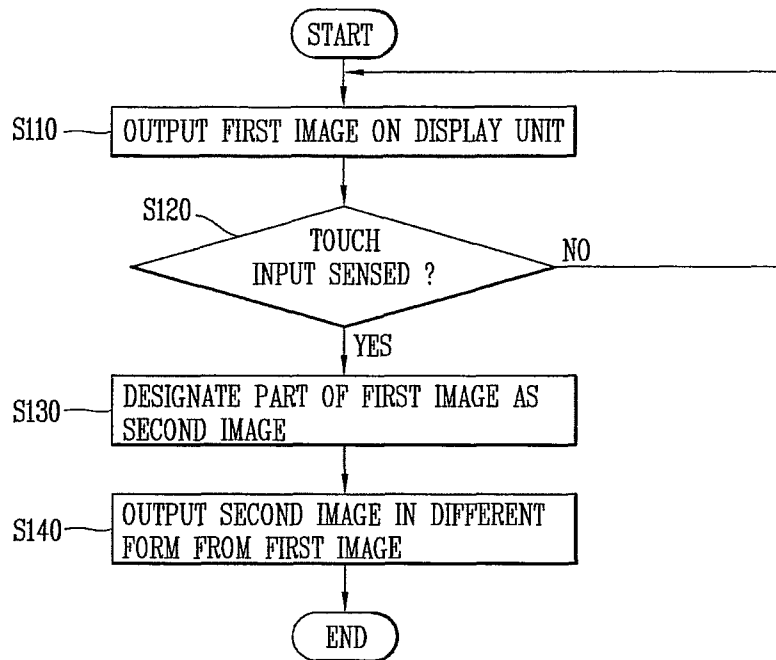 START
S110
OUTPUT FIRST IMAGE ON DISPLAY UNIT
S120
TOUCH
INPUT SENSED ?
NO
YES
S130
DESIGNATE PART OF FIRST IMAGE AS
SECOND IMAGE
S140
OUTPUT SECOND IMAGE IN DIFFERENT
FORM FROM FIRST IMAGE
END